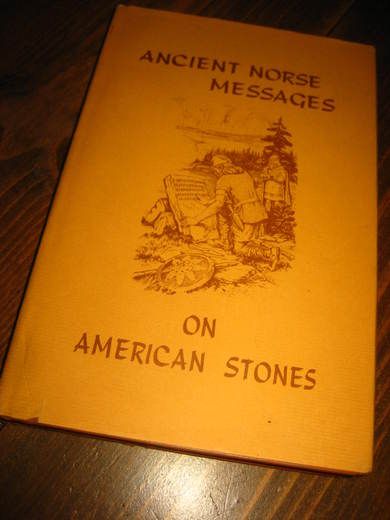 ANCIENT NORSE
MESSAGES
ON
AMERICAN STONES